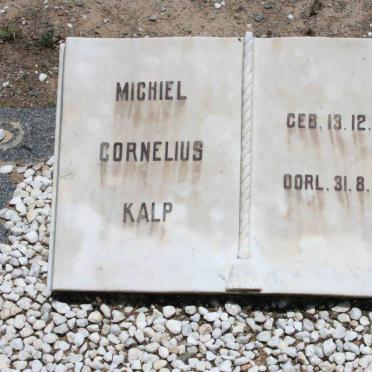 MICHIEL
CORNELIUS
KALP
GEB. 13.12.
OORL. 31.8.